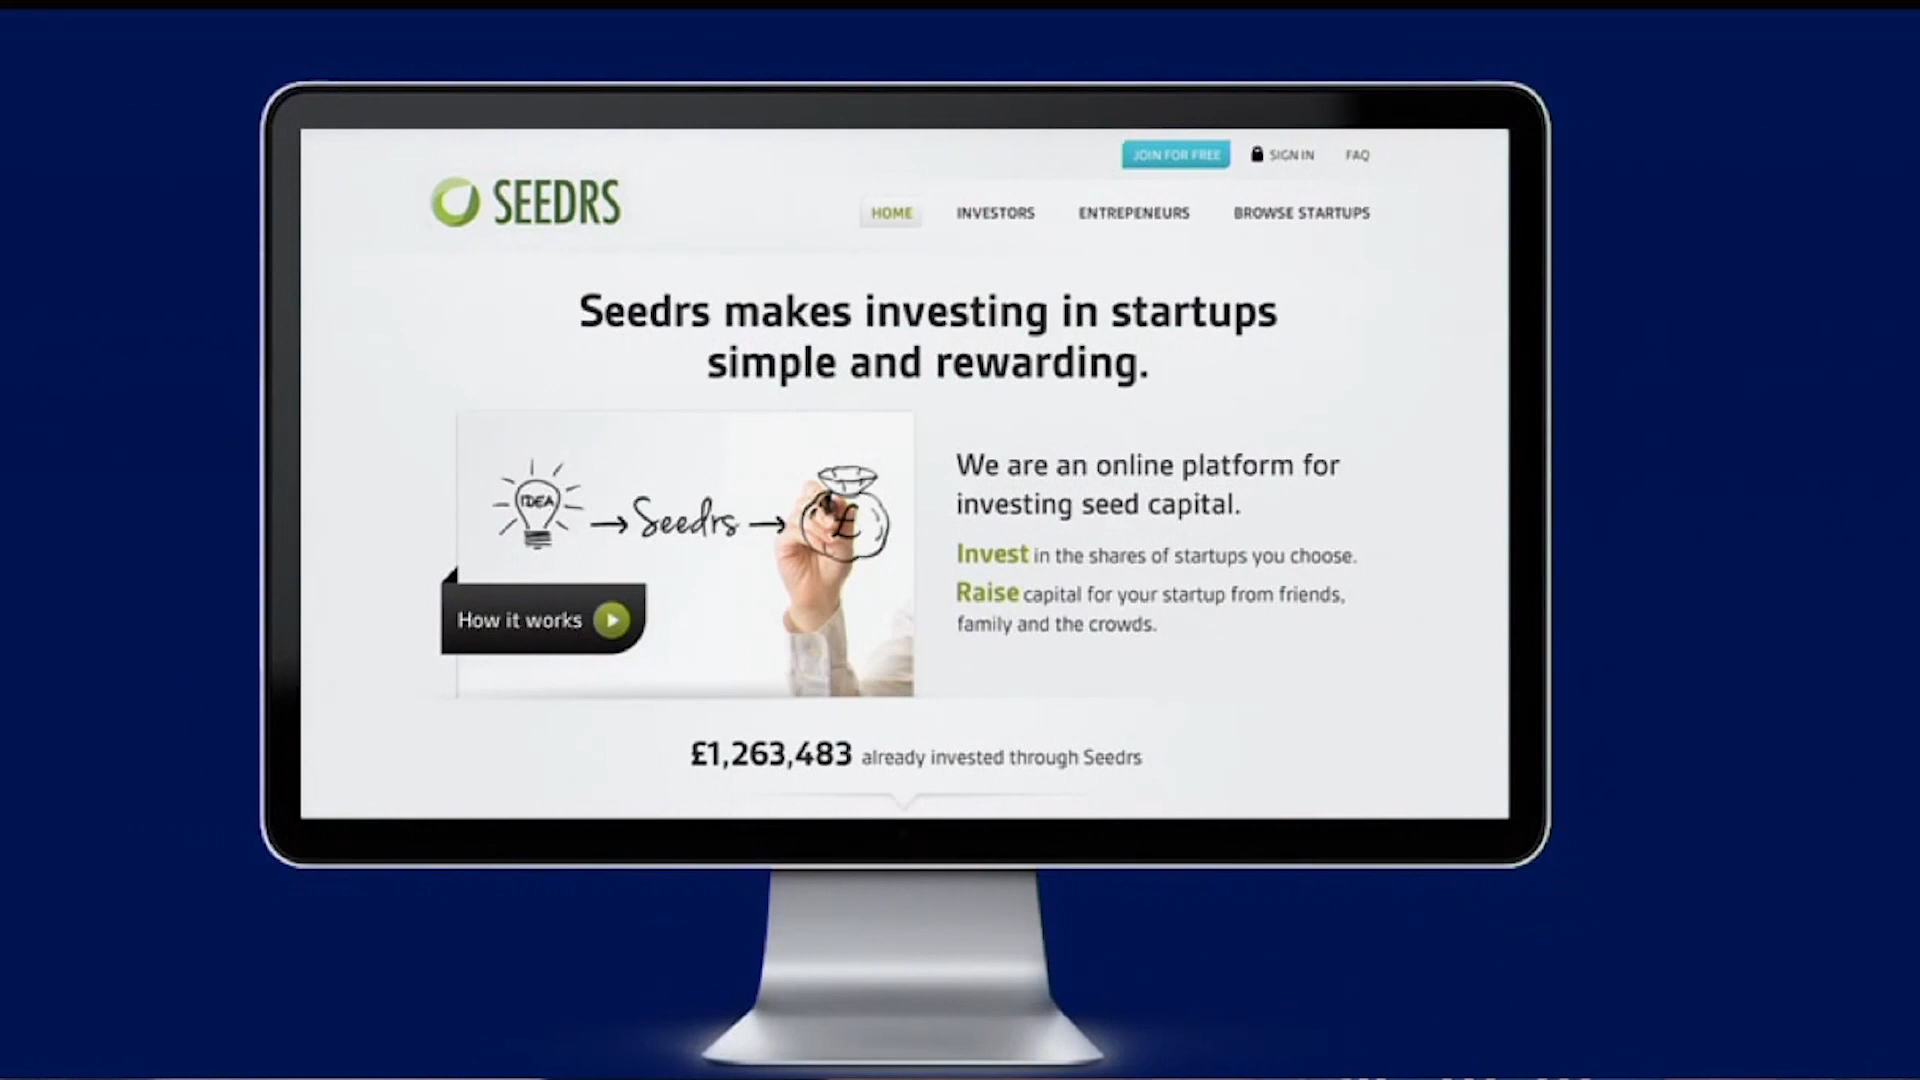 JOIN FOR FREE
SIGN IN
FAQ
SEEDRS
HOME
INVESTORS
ENTREPENEURS
BROWSE STARTUPS
Seedrs makes investing in startups
simple and rewarding.
IDEA
Seedrs
£
How it works
We are an online platform for
investing seed capital.
Invest in the shares of startups you choose.
Raise capital for your startup from friends,
family and the crowds.
£1,263,483 already invested through Seedrs